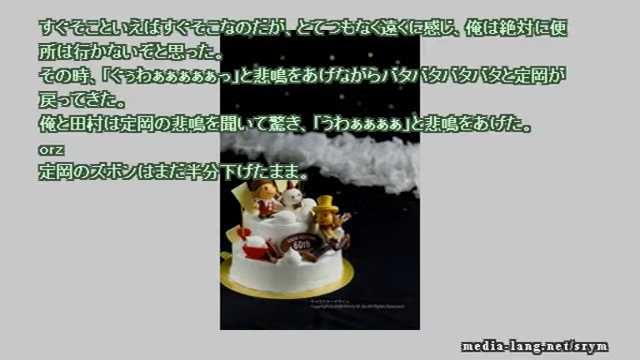 すぐそこといえばすぐそこなのだが、とてつもなく遠くに感じ、俺は絶対に便
所は行かないぞと思った。
その時、「ぐぅわぁぁぁぁぁっ」と悲鳴をあげながらバタバタバタバタと定岡が
戻ってきた。
俺と田村は定岡の悲鳴を聞いて驚き、「うわぁぁぁぁ」と悲鳴をあげた。
orz
定岡のズボンはまだ半分下げたまま。
60th
media-lang.net/srym